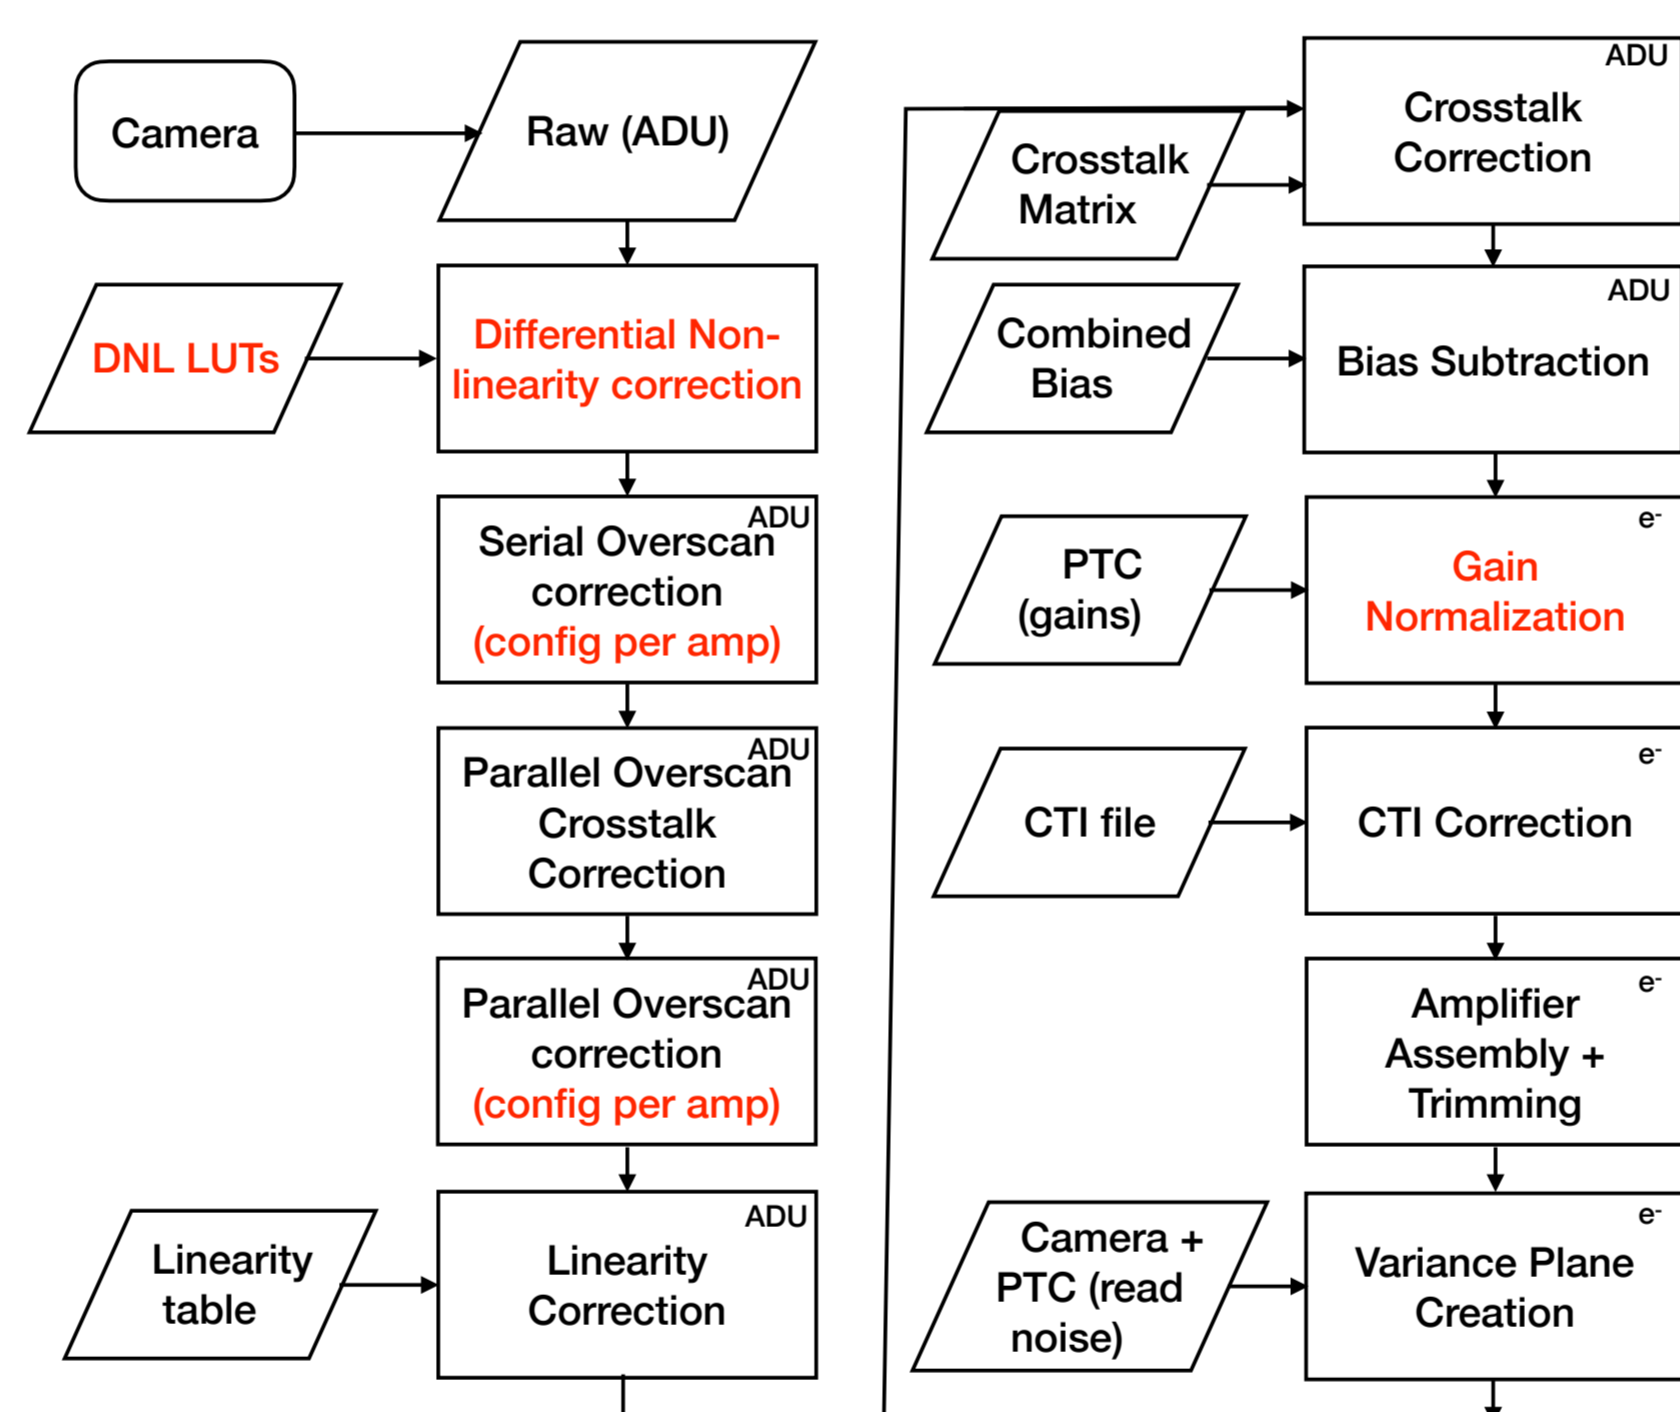 Camera
Raw (ADU)
DNL LUTs
Differential Non-
linearity correction
ADU
Serial Overscan
correction
(config per amp)
ADU
Parallel Overscan
Crosstalk
Correction
ADU
Parallel Overscan
correction
(config per amp)
Linearity
table
ADU
Linearity
Correction
Crosstalk
Matrix
ADU
Crosstalk
Correction
Combined
Bias
ADU
Bias Subtraction
PTC
(gains)
e-
Gain
Normalization
CTI file
e-
CTI Correction
e-
Amplifier
Assembly +
Trimming
Camera +
PTC (read
noise)
e-
Variance Plane
Creation